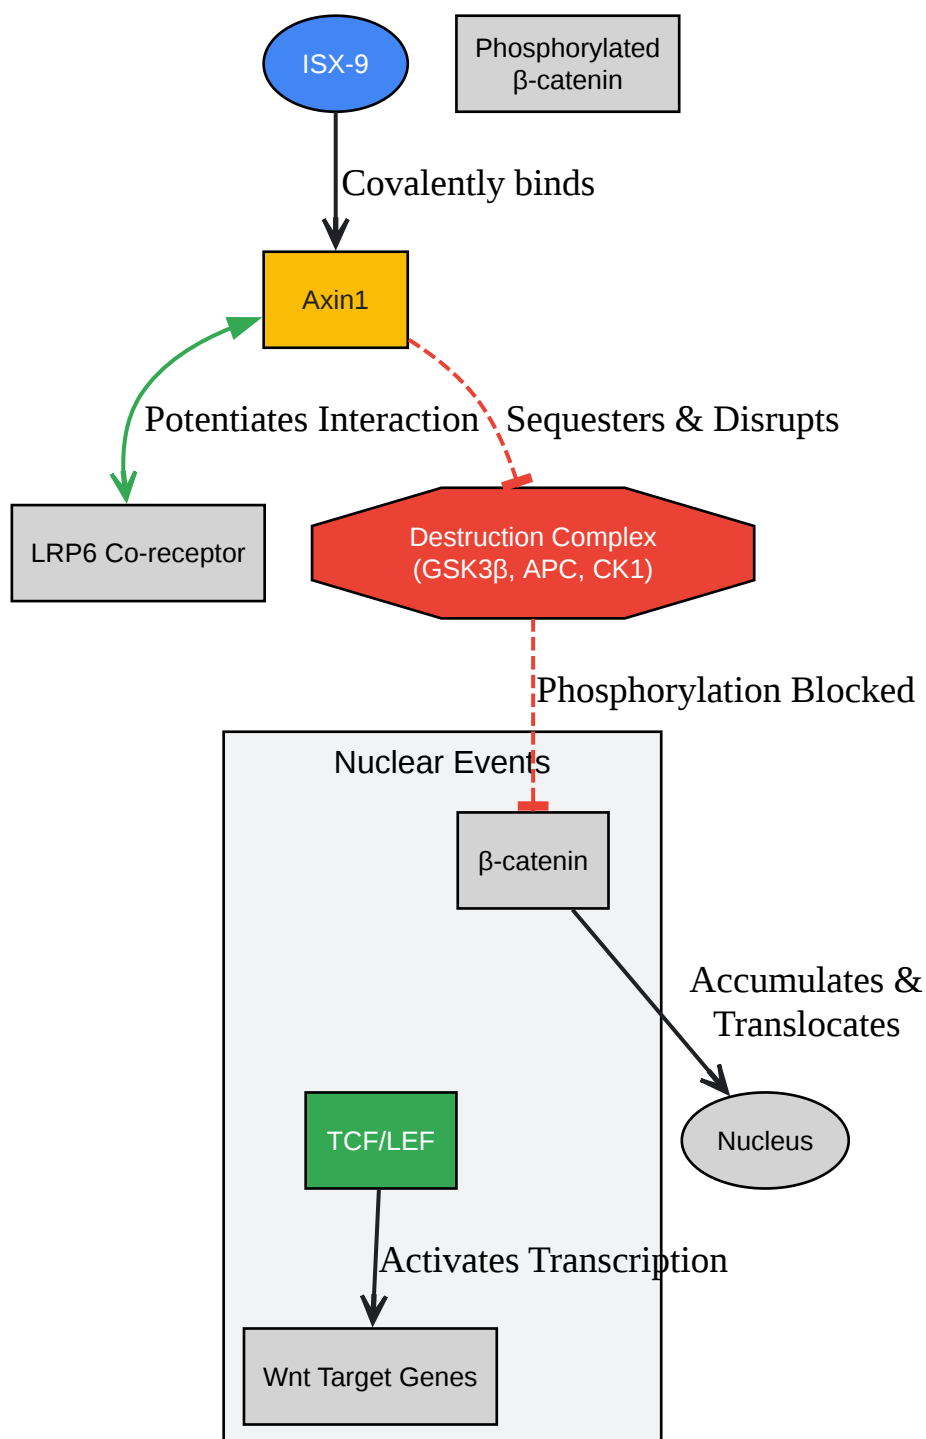 ISX-9
Phosphorylated
β-catenin
Covalently binds
Axin1
Potentiates Interaction
Sequesters & Disrupts
LRP6 Co-receptor
Destruction Complex
(GSK3β, APC, CK1)
Phosphorylation Blocked
Nuclear Events
β-catenin
Accumulates &
Translocates
TCF/LEF
Nucleus
Activates Transcription
Wnt Target Genes